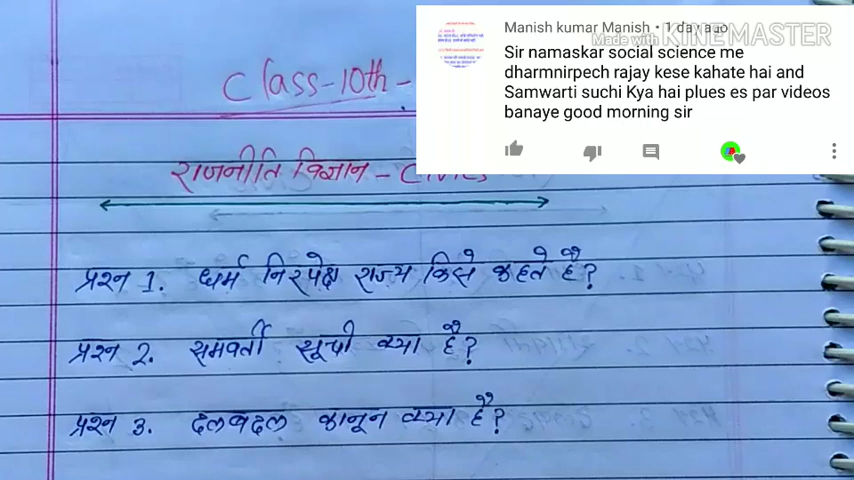 Manish kumar Manish • 1 day ago
Made with KINEMASTER
Sir namaskar social science me
dharmnirpech rajay kese kahate hai and
Samwarti suchi Kya hai plues es par videos
banaye good morning sir
Class-10th-
राजनीति विज्ञान - Civics
प्रश्न 1. धर्म निरपेक्ष राज्य किसे कहते है?
प्रश्न 2. समवर्ती सूची क्या है?
प्रश्न 3. दलबदल कानून क्या है?